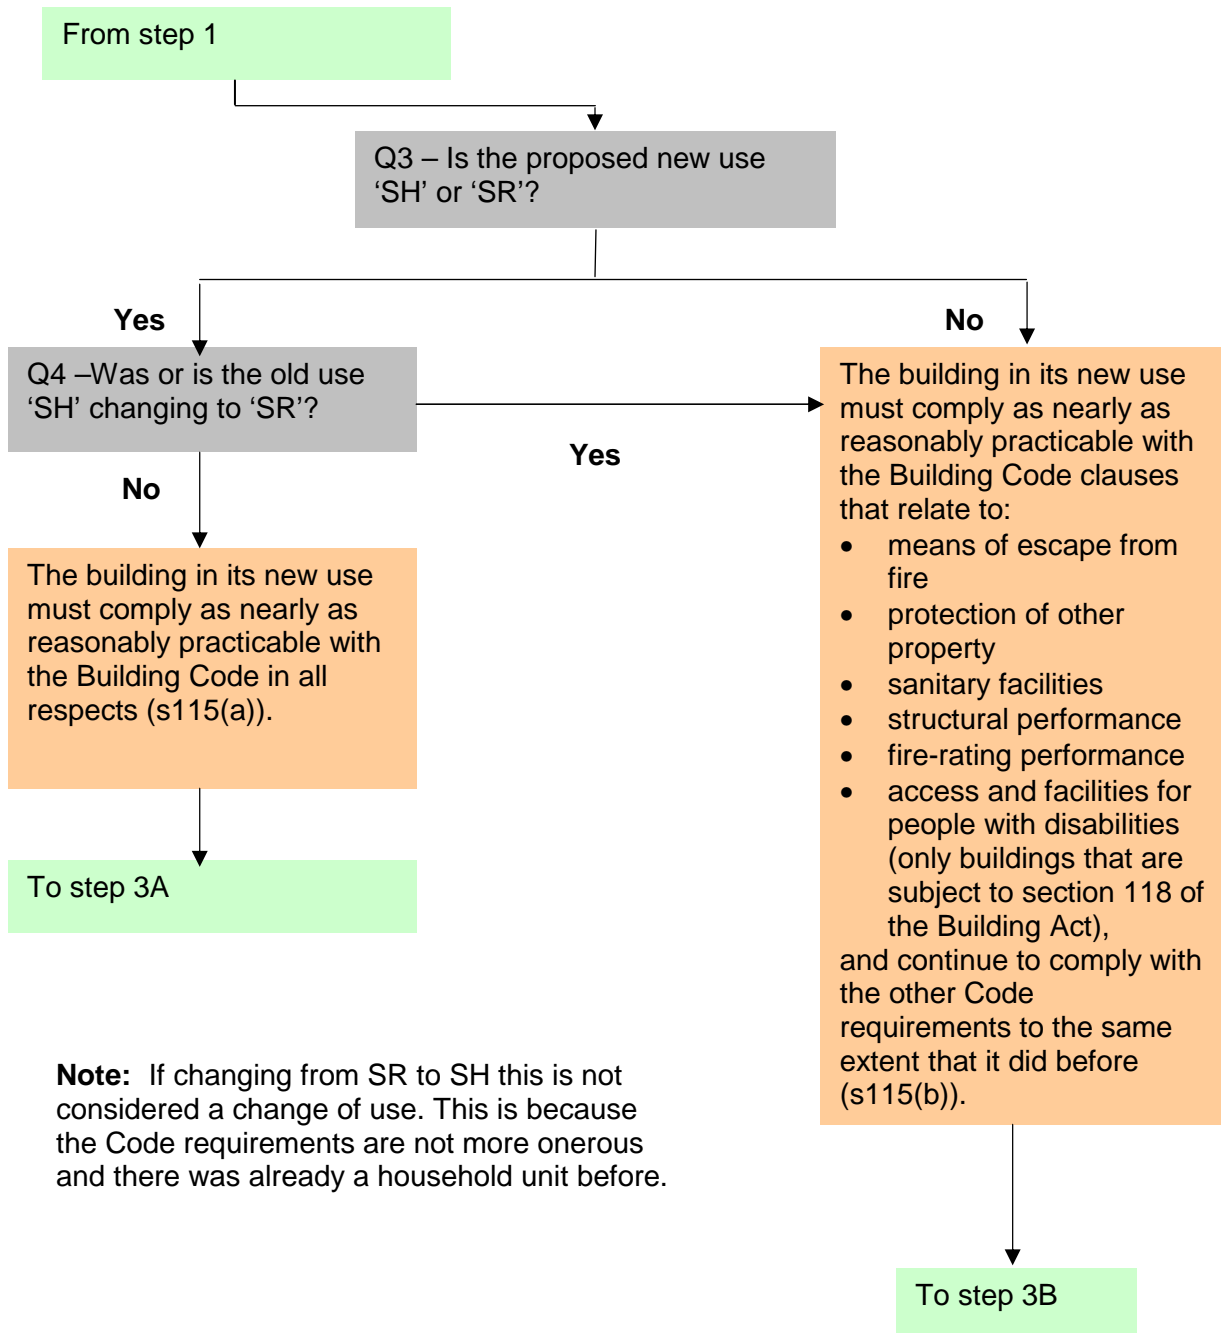 From step 1
Q3 – Is the proposed new use
‘SH’ or ‘SR’?
Yes
No
Q4 –Was or is the old use
‘SH’ changing to ‘SR’?
Yes
No
The building in its new use
must comply as nearly as
reasonably practicable with
the Building Code in all
respects (s115(a)).
To step 3A
The building in its new use
must comply as nearly as
reasonably practicable with
the Building Code clauses
that relate to:
• means of escape from
fire
• protection of other
property
• sanitary facilities
• structural performance
• fire-rating performance
• access and facilities for
people with disabilities
(only buildings that are
subject to section 118 of
the Building Act),
and continue to comply with
the other Code
requirements to the same
extent that it did before
(s115(b)).
Note: If changing from SR to SH this is not
considered a change of use. This is because
the Code requirements are not more onerous
and there was already a household unit before.
To step 3B